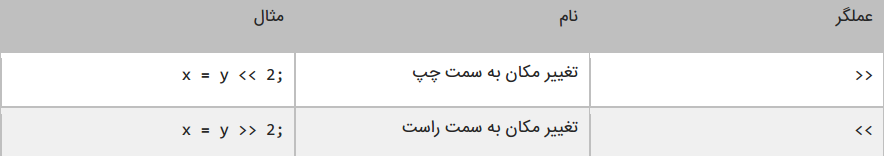 عملگر نام مثال
>> تغییر مکان به سمت چپ x = y << 2;
<< تغییر مکان به سمت راست x = y >> 2;